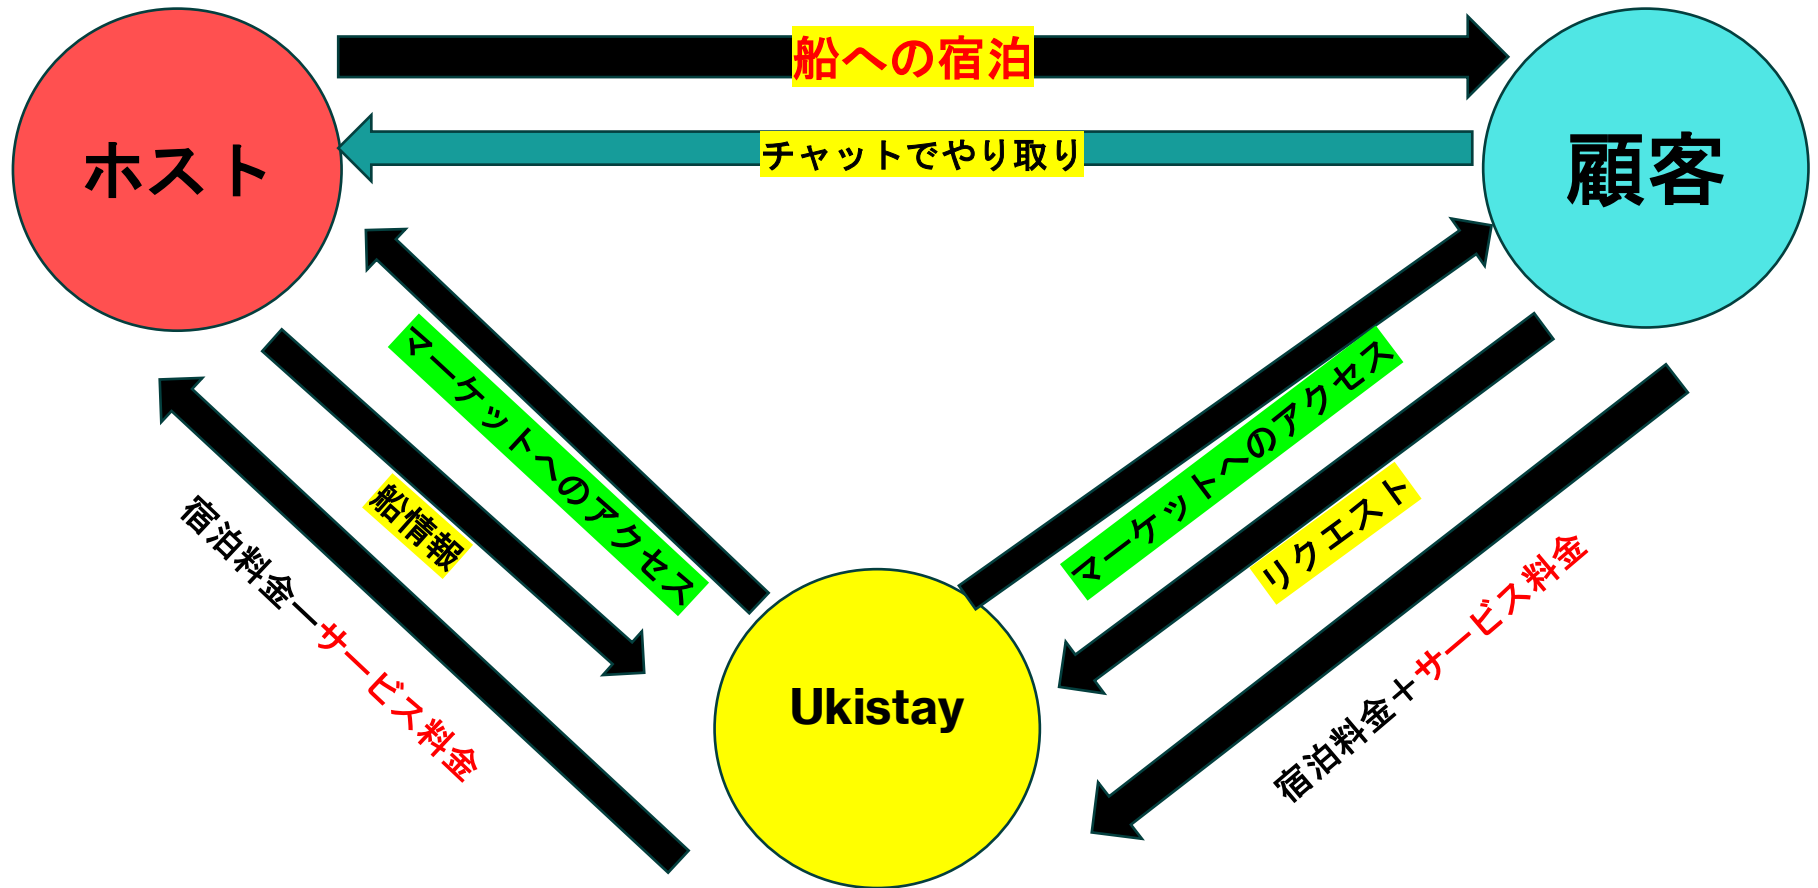 船への宿泊
チャットでやり取り
ホスト
顧客
マーケットへのアクセス
船情報
宿泊料金ーサービス料金
マーケットへのアクセス
リクエスト
宿泊料金＋サービス料金
Ukistay